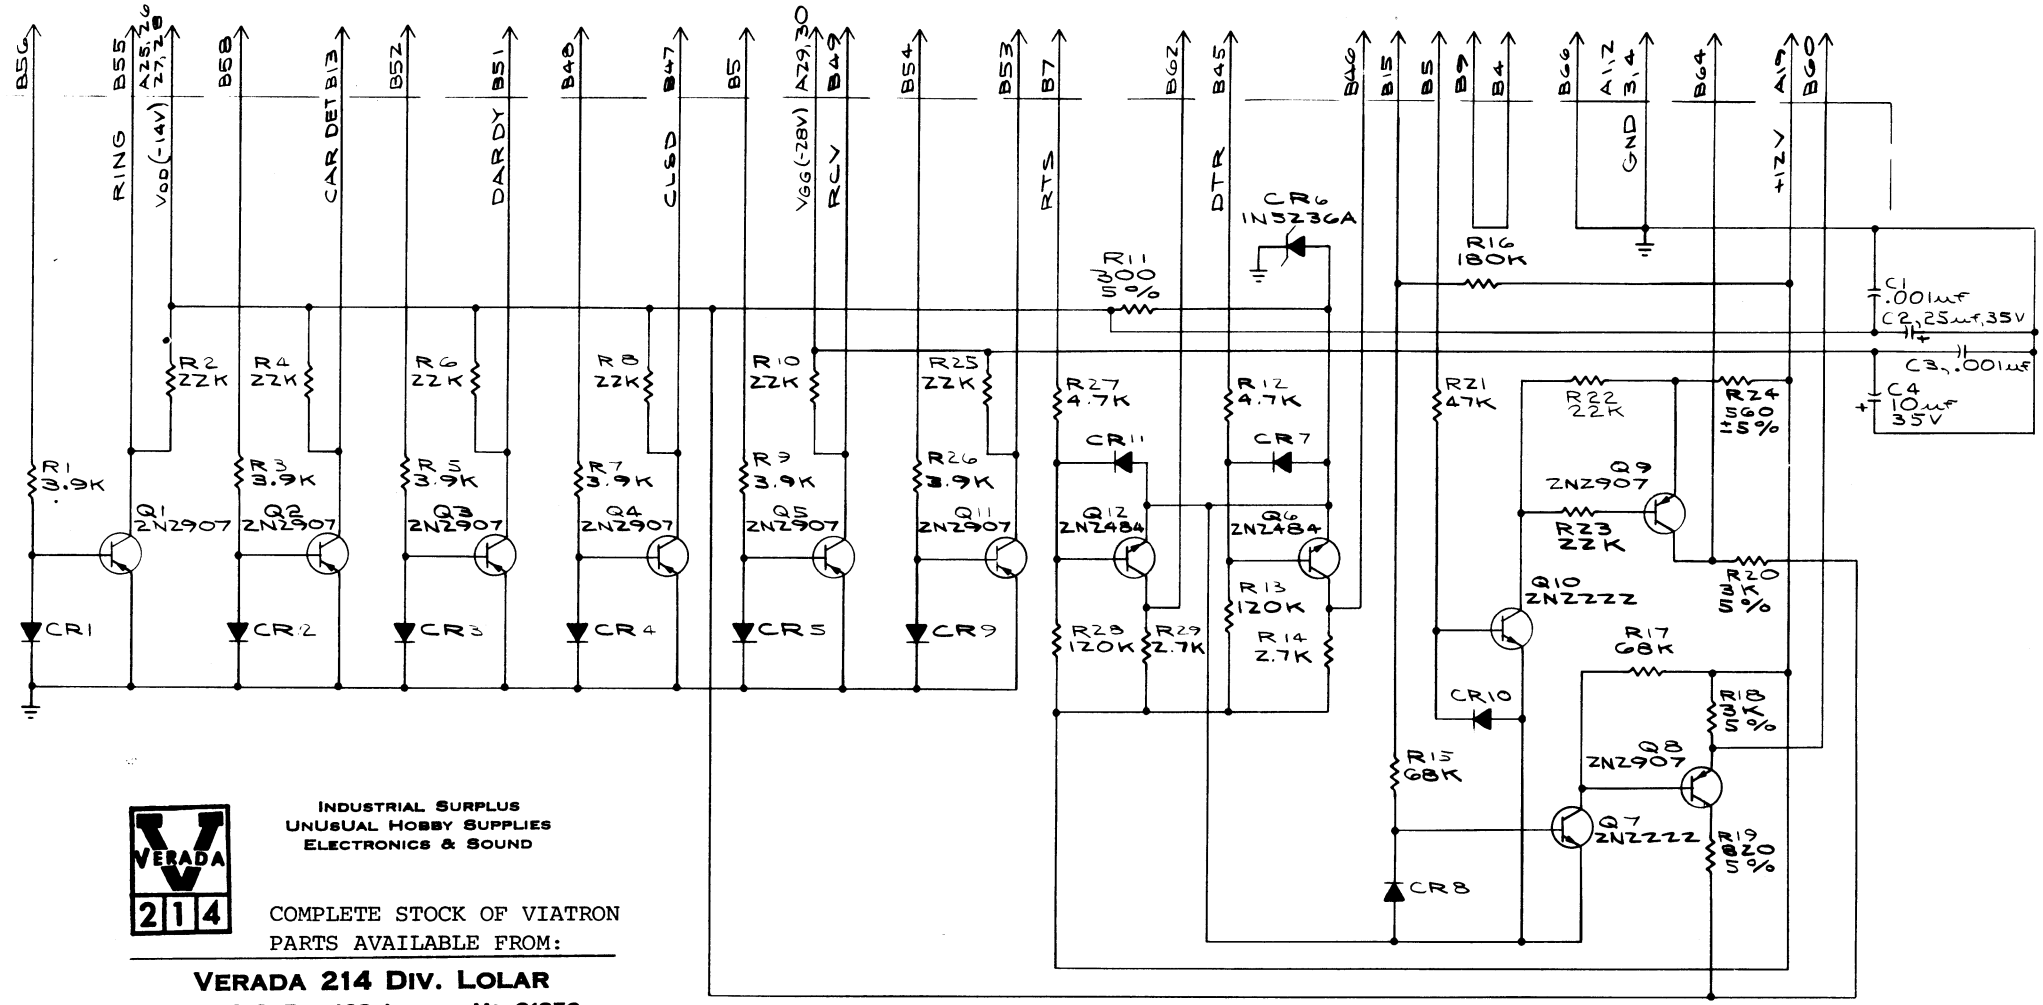 B56
B55
A25,26
27,28
B58
B13
B52
B51
B48
B47
B5
A29,30
B49
B54
B53
B7
B62
B45
B46
B15
B5
B9
B4
B66
A1,2
3,4
B64
A19
B60
RING
VDD (-14V)
CAR DET
DARDY
CLSD
VGG (-28V)
RCV
RTS
DTR
GND
+12V
CR6
1N5236A
R11
300
5%
R16
180K
C1
.001uf
C2, 25uf, 35V
+
C3, .001uf
C4
10uf
35V
+
R2
22K
R4
22K
R6
22K
R8
22K
R10
22K
R25
22K
R27
4.7K
R12
4.7K
R21
47K
R22
22K
R24
560
±5%
CR11
CR7
R1
3.9K
R3
3.9K
R5
3.9K
R7
3.9K
R9
3.9K
R26
3.9K
Q1
2N2907
Q2
2N2907
Q3
2N2907
Q4
2N2907
Q5
2N2907
Q11
2N2907
Q12
2N2484
Q6
2N2484
Q9
2N2907
R23
22K
R20
3K
5%
Q10
2N2222
CR1
CR2
CR3
CR4
CR5
CR9
R28
120K
R29
2.7K
R13
120K
R14
2.7K
R17
68K
CR10
R18
3K
5%
R15
68K
Q8
2N2907
Q7
2N2222
R19
820
5%
CR8
VERADA
214
INDUSTRIAL SURPLUS
UNUSUAL HOBBY SUPPLIES
ELECTRONICS & SOUND
COMPLETE STOCK OF VIATRON
PARTS AVAILABLE FROM:
VERADA 214 DIV. LOLAR